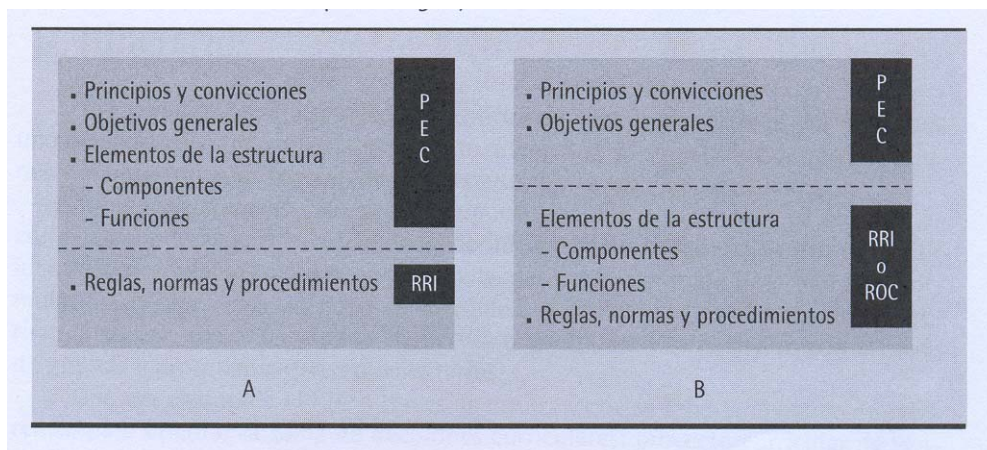 . Principios y convicciones
. Objetivos generales
. Elementos de la estructura
- Componentes
- Funciones
P
E
C
. Reglas, normas y procedimientos
RRI
A
. Principios y convicciones
. Objetivos generales
P
E
C
. Elementos de la estructura
- Componentes
- Funciones
. Reglas, normas y procedimientos
RRI
o
ROC
B